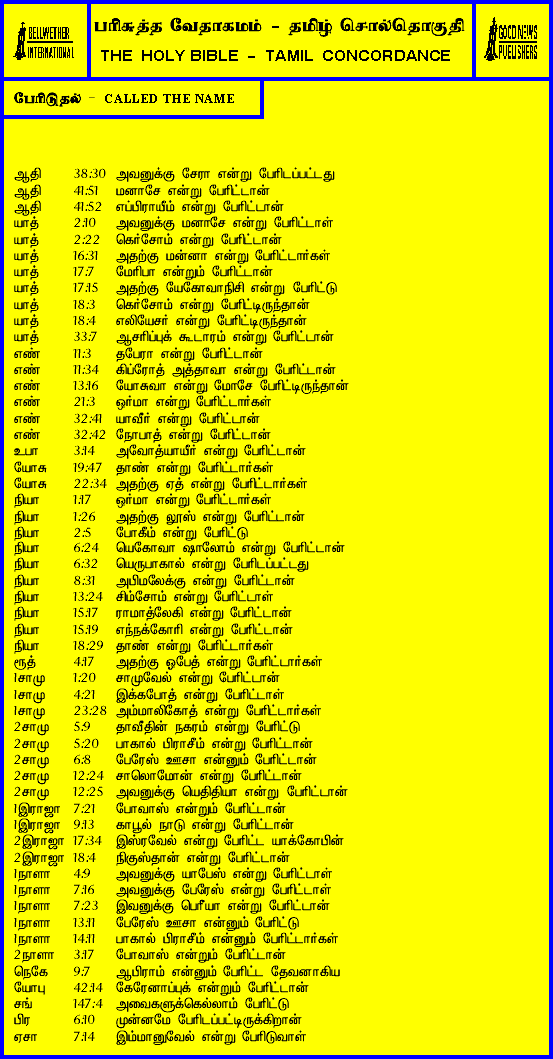 BELLWETHER
INTERNATIONAL
பரிசுத்த வேதாகமம் - தமிழ் சொல்தொகுதி
THE HOLY BIBLE - TAMIL CONCORDANCE
GOOD NEWS
PUBLISHERS
பேரிடுதல் - CALLED THE NAME
ஆதி 38:30 அவனுக்கு சேரா என்று பேரிடப்பட்டது
ஆதி 41:51 மனாசே என்று பேரிட்டான்
ஆதி 41:52 எப்பிராயீம் என்று பேரிட்டான்
யாத் 2:10 அவனுக்கு மனாசே என்று பேரிட்டாள்
யாத் 2:22 கெர்சோம் என்று பேரிட்டான்
யாத் 16:31 அதற்கு மன்னா என்று பேரிட்டார்கள்
யாத் 17:7 மேரிபா என்றும் பேரிட்டான்
யாத் 17:15 அதற்கு யேகோவாநிசி என்று பேரிட்டு
யாத் 18:3 கெர்சோம் என்று பேரிட்டிருந்தான்
யாத் 18:4 எலியேசர் என்று பேரிட்டிருந்தான்
யாத் 33:7 ஆசரிப்புக் கூடாரம் என்று பேரிட்டான்
எண் 11:3 தபேரா என்று பேரிட்டான்
எண் 11:34 கிப்ரோத் அத்தாவா என்று பேரிட்டான்
எண் 13:16 யோசுவா என்று மோசே பேரிட்டிருந்தான்
எண் 21:3 ஒர்மா என்று பேரிட்டார்கள்
எண் 32:41 யாவீர் என்று பேரிட்டான்
எண் 32:42 நோபாத் என்று பேரிட்டான்
உபா 3:14 அவோத்யாயீர் என்று பேரிட்டான்
யோசு 19:47 தாண் என்று பேரிட்டார்கள்
யோசு 22:34 அதற்கு ஏத் என்று பேரிட்டார்கள்
நியா 1:17 ஒர்மா என்று பேரிட்டார்கள்
நியா 1:26 அதற்கு லூஸ் என்று பேரிட்டான்
நியா 2:5 போகீம் என்று பேரிட்டு
நியா 6:24 யெகோவா ஷாலோம் என்று பேரிட்டான்
நியா 6:32 யெருபாகால் என்று பேரிடப்பட்டது
நியா 8:31 அபிமலேக்கு என்று பேரிட்டான்
நியா 13:24 சிம்சோம் என்று பேரிட்டாள்
நியா 15:17 ராமாத்லேகி என்று பேரிட்டான்
நியா 15:19 எந்நக்கோரி என்று பேரிட்டான்
நியா 18:29 தாண் என்று பேரிட்டார்கள்
ரூத் 4:17 அதற்கு ஒபேத் என்று பேரிட்டார்கள்
1சாமு 1:20 சாமுவேல் என்று பேரிட்டான்
1சாமு 4:21 இக்கபோத் என்று பேரிட்டாள்
1சாமு 23:28 அம்மாலிகோத் என்று பேரிட்டார்கள்
2சாமு 5:9 தாவீதின் நகரம் என்று பேரிட்டு
2சாமு 5:20 பாகால் பிராசீம் என்று பேரிட்டான்
2சாமு 6:8 பேரேஸ் ஊசா என்னும் பேரிட்டான்
2சாமு 12:24 சாலொமோன் என்று பேரிட்டான்
2சாமு 12:25 அவனுக்கு யெதிதியா என்று பேரிட்டான்
1இராஜா 7:21 போவாஸ் என்றும் பேரிட்டான்
1இராஜா 9:13 காபூல் நாடு என்று பேரிட்டான்
2இராஜா 17:34 இஸ்ரவேல் என்று பேரிட்ட யாக்கோபின்
2இராஜா 18:4 நிகுஸ்தான் என்று பேரிட்டான்
1நாளா 4:9 அவனுக்கு யாபேஸ் என்று பேரிட்டாள்
1நாளா 7:16 அவனுக்கு பேரேஸ் என்று பேரிட்டாள்
1நாளா 7:23 இவனுக்கு பெரீயா என்று பேரிட்டான்
1நாளா 13:11 பேரேஸ் ஊசா என்னும் பேரிட்டு
1நாளா 14:11 பாகால் பிராசீம் என்னும் பேரிட்டார்கள்
2நாளா 3:17 போவாஸ் என்றும் பேரிட்டான்
நெகே 9:7 ஆபிராம் என்னும் பேரிட்ட தேவனாகிய
யோபு 42:14 கேரேனாப்புக் என்றும் பேரிட்டான்
சங் 147:4 அவைகளுக்கெல்லாம் பேரிட்டு
பிர 6:10 முன்னமே பேரிடப்பட்டிருக்கிறான்
ஏசா 7:14 இம்மானுவேல் என்று பேரிடுவாள்